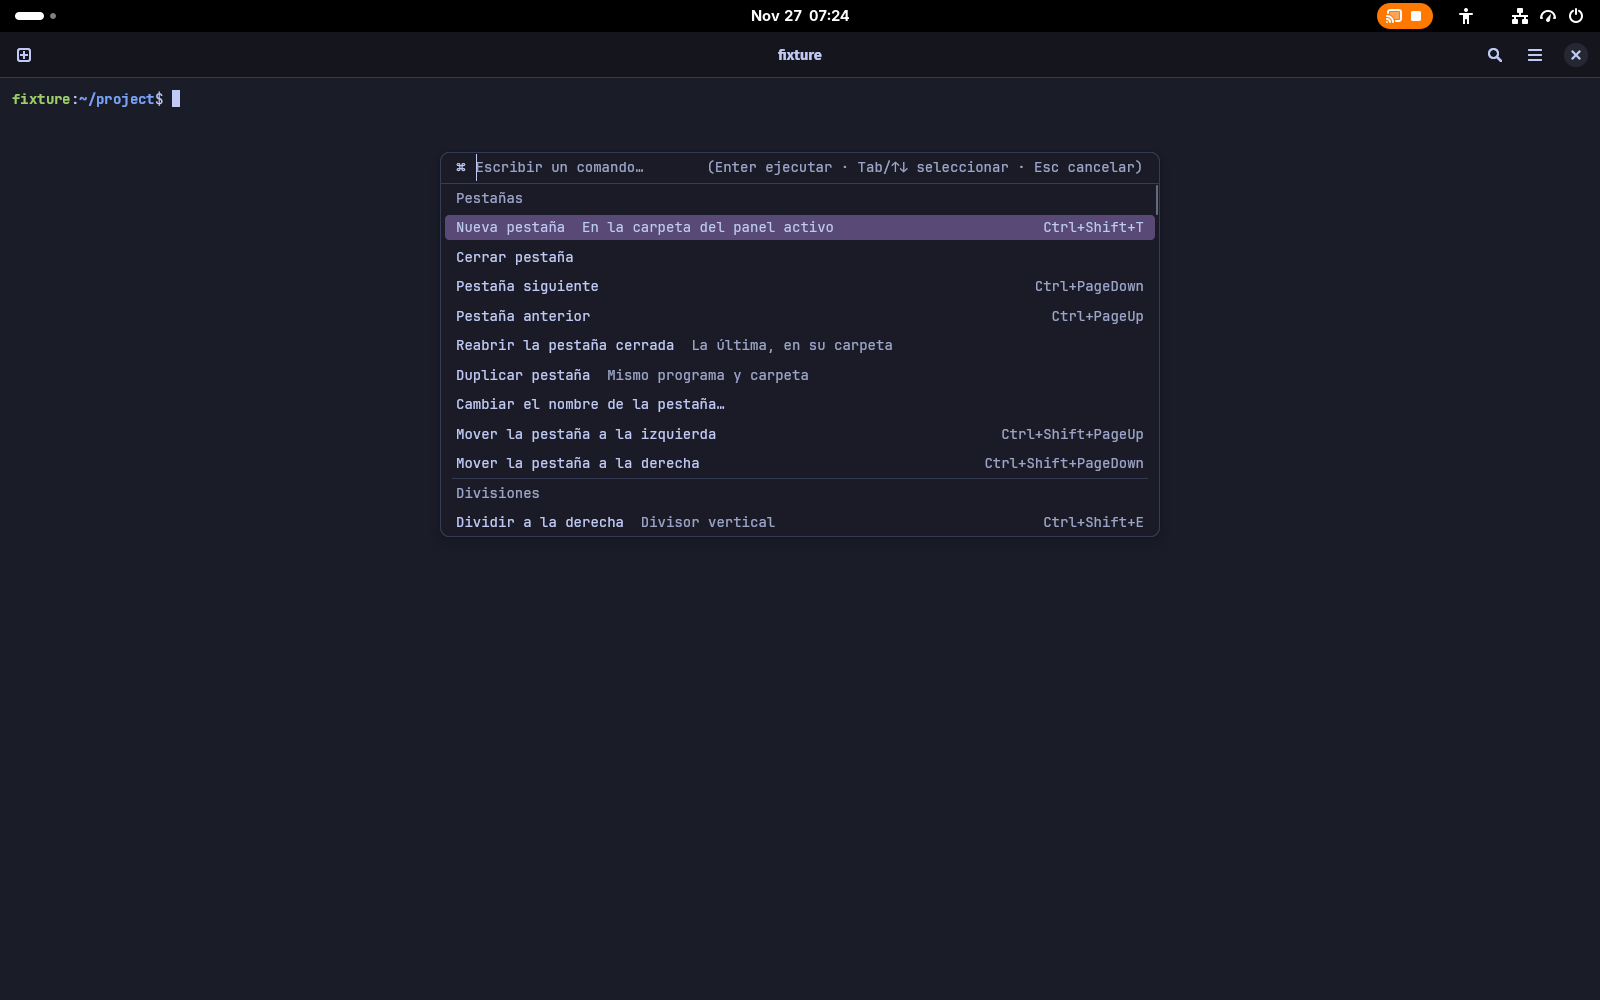 Nov 27 07:24
fixture
fixture:~/project$
⌘ Escribir un comando… (Enter ejecutar · Tab/↑↓ seleccionar · Esc cancelar)
Pestañas
Nueva pestaña En la carpeta del panel activo Ctrl+Shift+T
Cerrar pestaña
Pestaña siguiente Ctrl+PageDown
Pestaña anterior Ctrl+PageUp
Reabrir la pestaña cerrada La última, en su carpeta
Duplicar pestaña Mismo programa y carpeta
Cambiar el nombre de la pestaña…
Mover la pestaña a la izquierda Ctrl+Shift+PageUp
Mover la pestaña a la derecha Ctrl+Shift+PageDown
Divisiones
Dividir a la derecha Divisor vertical Ctrl+Shift+E